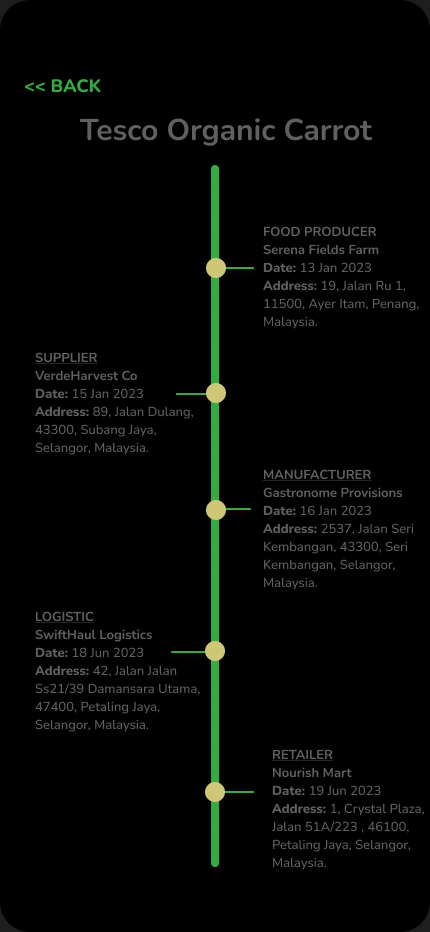 << BACK
Tesco Organic Carrot
FOOD PRODUCER
Serena Fields Farm
Date: 13 Jan 2023
Address: 19, Jalan Ru 1,
11500, Ayer Itam, Penang,
Malaysia.
SUPPLIER
VerdeHarvest Co
Date: 15 Jan 2023
Address: 89, Jalan Dulang,
43300, Subang Jaya,
Selangor, Malaysia.
MANUFACTURER
Gastronome Provisions
Date: 16 Jan 2023
Address: 2537, Jalan Seri
Kembangan, 43300, Seri
Kembangan, Selangor,
Malaysia.
LOGISTIC
SwiftHaul Logistics
Date: 18 Jun 2023
Address: 42, Jalan Jalan
Ss21/39 Damansara Utama,
47400, Petaling Jaya,
Selangor, Malaysia.
RETAILER
Nourish Mart
Date: 19 Jun 2023
Address: 1, Crystal Plaza,
Jalan 51A/223 , 46100,
Petaling Jaya, Selangor,
Malaysia.